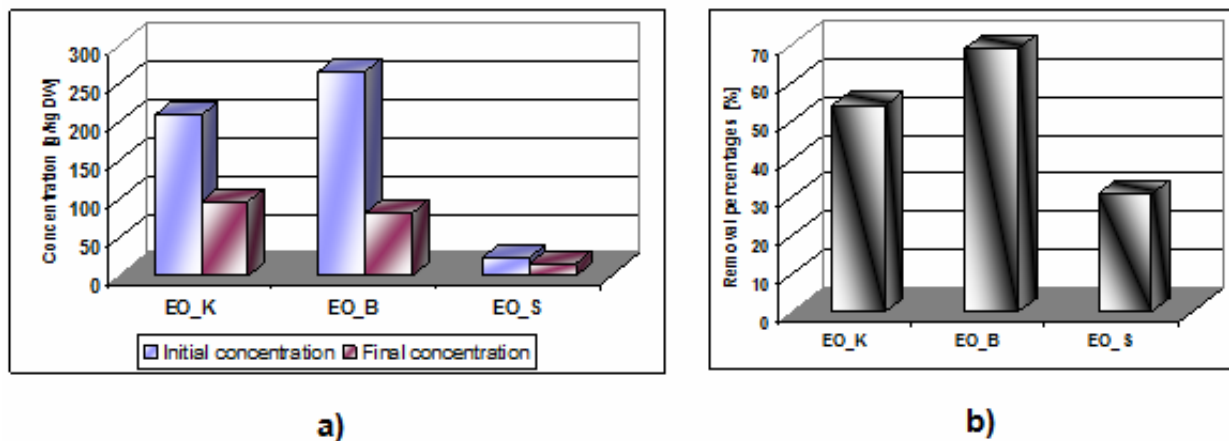 Concentration [g/kg DW]
300
250
200
150
100
50
0
EO_K EO_B EO_S
Initial concentration Final concentration
a)
Removal percentages [%]
70
60
50
40
30
20
10
0
EO_K EO_B EO_S
b)